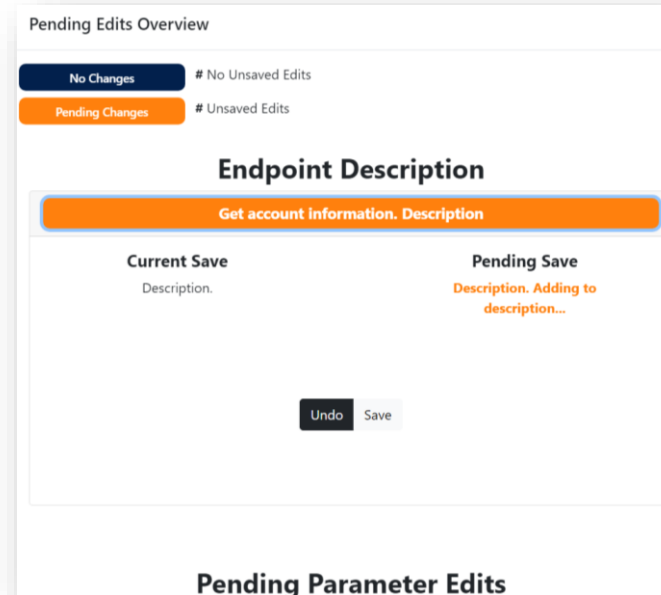 Pending Edits Overview
No Changes # No Unsaved Edits
Pending Changes # Unsaved Edits
Endpoint Description
Get account information. Description
Current Save Pending Save
Description. Description. Adding to
description...
Undo Save
Pending Parameter Edits